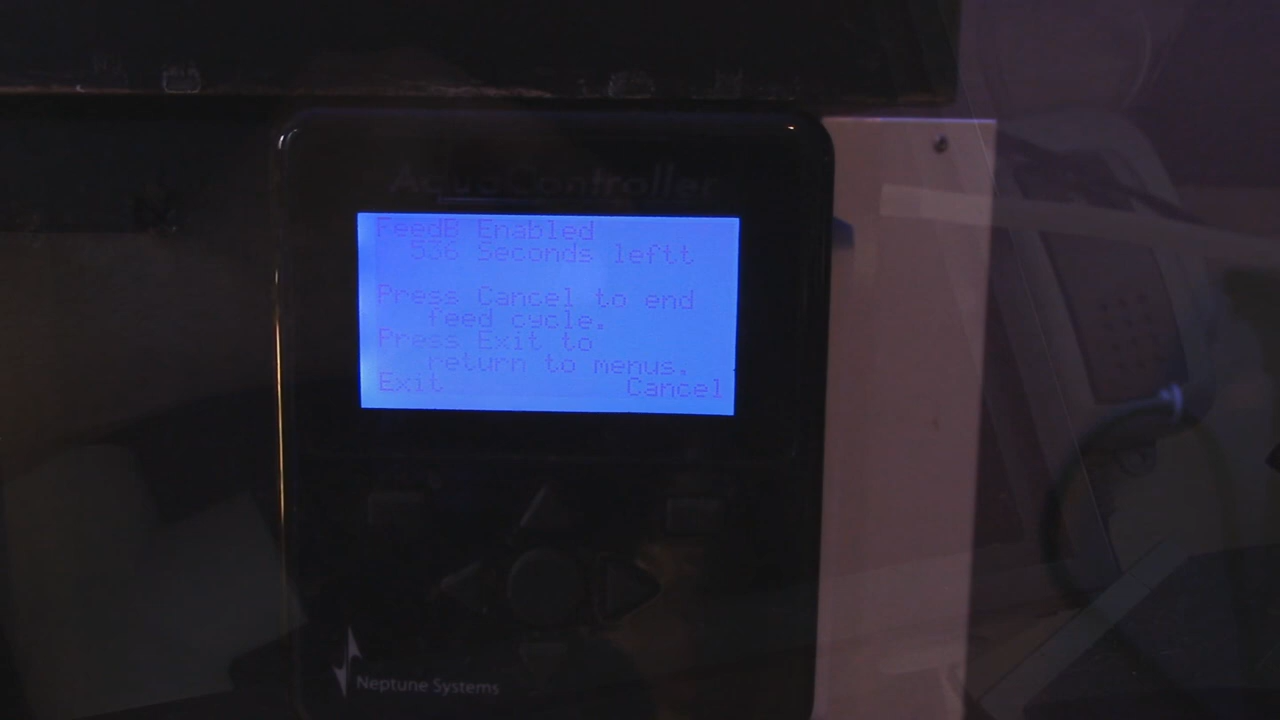 AquaController
FeedB Enabled
536 Seconds leftt
Press Cancel to end
feed cycle.
Press Exit to
return to menus.
Exit Cancel
Neptune Systems